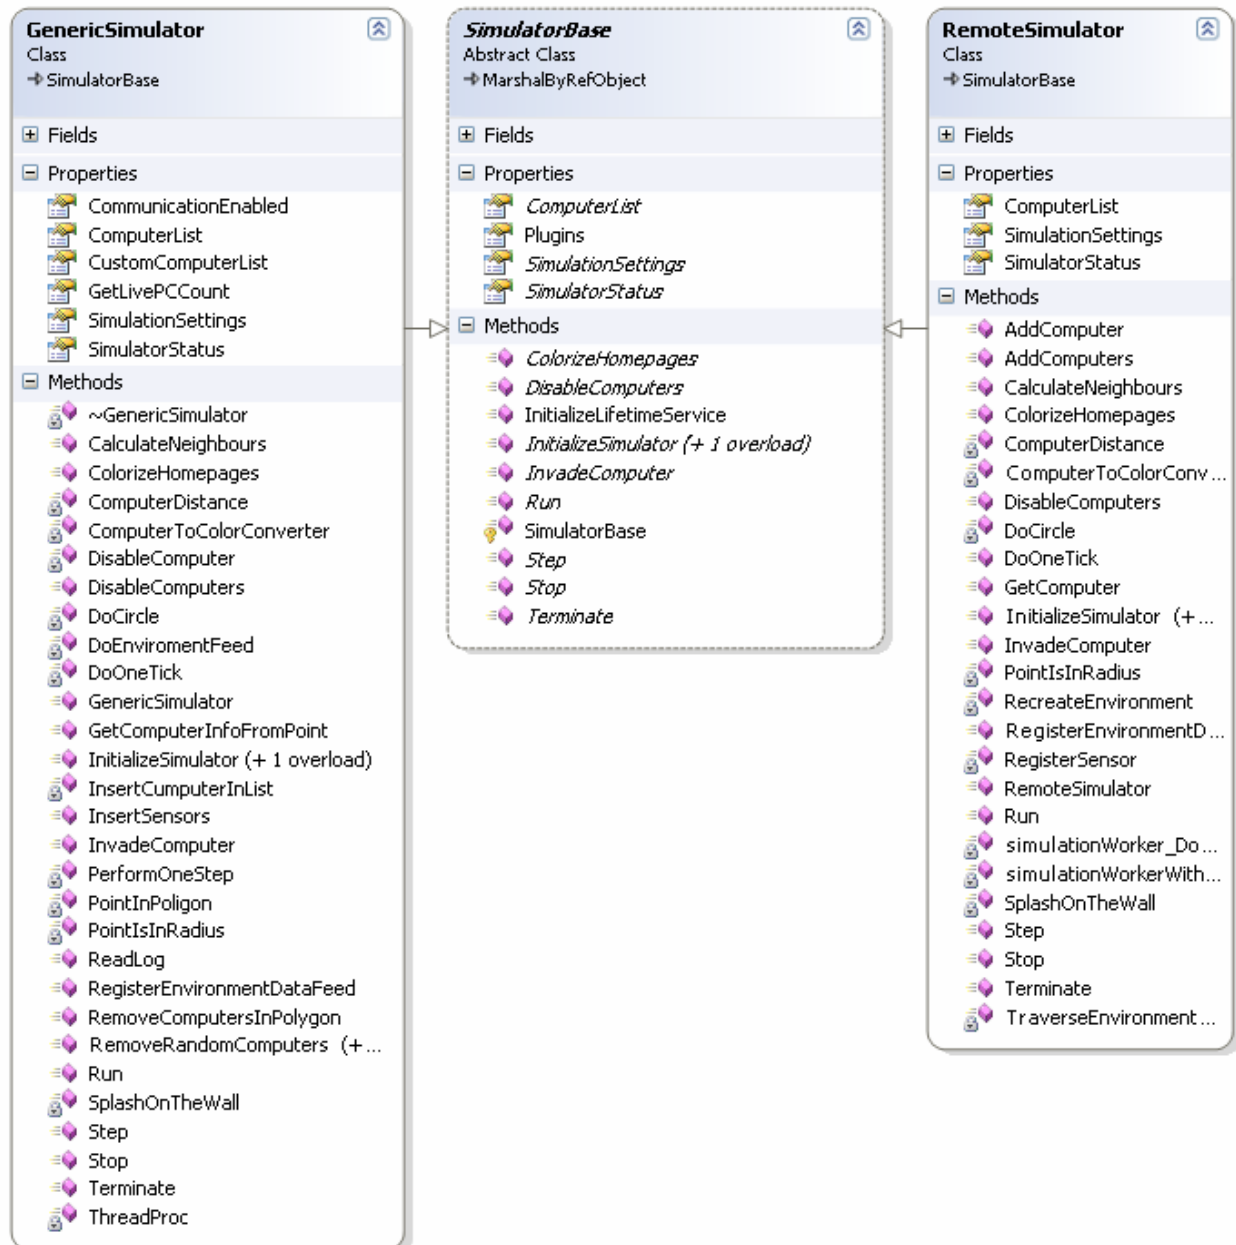 GenericSimulator
Class
SimulatorBase
Fields
Properties
CommunicationEnabled
ComputerList
CustomComputerList
GetLivePCCount
SimulationSettings
SimulatorStatus
Methods
~GenericSimulator
CalculateNeighbours
ColorizeHomepages
ComputerDistance
ComputerToColorConverter
DisableComputer
DisableComputers
DoCircle
DoEnviromentFeed
DoOneTick
GenericSimulator
GetComputerInfoFromPoint
InitializeSimulator (+ 1 overload)
InsertCumputerInList
InsertSensors
InvadeComputer
PerformOneStep
PointInPoligon
PointIsInRadius
ReadLog
RegisterEnvironmentDataFeed
RemoveComputersInPolygon
RemoveRandomComputers (+...
Run
SplashOnTheWall
Step
Stop
Terminate
ThreadProc
SimulatorBase
Abstract Class
MarshalByRefObject
Fields
Properties
ComputerList
Plugins
SimulationSettings
SimulatorStatus
Methods
ColorizeHomepages
DisableComputers
InitializeLifetimeService
InitializeSimulator (+ 1 overload)
InvadeComputer
Run
SimulatorBase
Step
Stop
Terminate
RemoteSimulator
Class
SimulatorBase
Fields
Properties
ComputerList
SimulationSettings
SimulatorStatus
Methods
AddComputer
AddComputers
CalculateNeighbours
ColorizeHomepages
ComputerDistance
ComputerToColorConv...
DisableComputers
DoCircle
DoOneTick
GetComputer
InitializeSimulator (+...
InvadeComputer
PointIsInRadius
RecreateEnvironment
RegisterEnvironmentD...
RegisterSensor
RemoteSimulator
Run
simulationWorker_Do...
simulationWorkerWith...
SplashOnTheWall
Step
Stop
Terminate
TraverseEnvironment...